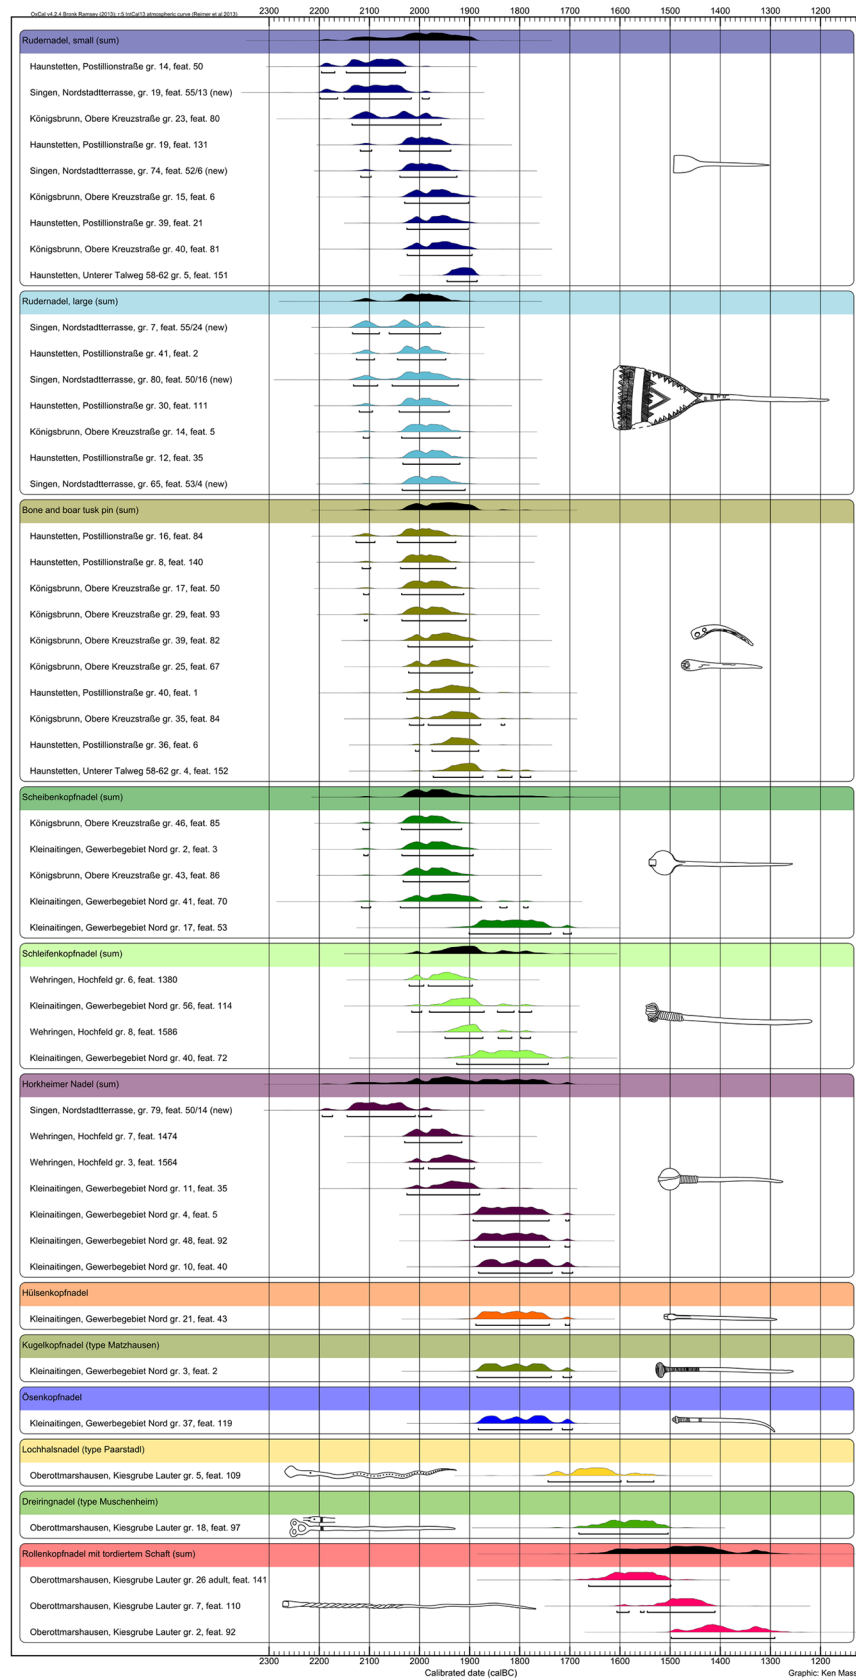 OxCal v4.2.4 Bronk Ramsey (2013); r:5 IntCal13 atmospheric curve (Reimer et al 2013)
2300 2200 2100 2000 1900 1800 1700 1600 1500 1400 1300 1200
Rudernadel, small (sum)
Haunstetten, Postillionstraße gr. 14, feat. 50
Singen, Nordstadtterrasse, gr. 19, feat. 55/13 (new)
Königsbrunn, Obere Kreuzstraße gr. 23, feat. 80
Haunstetten, Postillionstraße gr. 19, feat. 131
Singen, Nordstadtterrasse, gr. 74, feat. 52/6 (new)
Königsbrunn, Obere Kreuzstraße gr. 15, feat. 6
Haunstetten, Postillionstraße gr. 39, feat. 21
Königsbrunn, Obere Kreuzstraße gr. 40, feat. 81
Haunstetten, Unterer Talweg 58-62 gr. 5, feat. 151
Rudernadel, large (sum)
Singen, Nordstadtterrasse, gr. 7, feat. 55/24 (new)
Haunstetten, Postillionstraße gr. 41, feat. 2
Singen, Nordstadtterrasse, gr. 80, feat. 50/16 (new)
Haunstetten, Postillionstraße gr. 30, feat. 111
Königsbrunn, Obere Kreuzstraße gr. 14, feat. 5
Haunstetten, Postillionstraße gr. 12, feat. 35
Singen, Nordstadtterrasse, gr. 65, feat. 53/4 (new)
Bone and boar tusk pin (sum)
Haunstetten, Postillionstraße gr. 16, feat. 84
Haunstetten, Postillionstraße gr. 8, feat. 140
Königsbrunn, Obere Kreuzstraße gr. 17, feat. 50
Königsbrunn, Obere Kreuzstraße gr. 29, feat. 93
Königsbrunn, Obere Kreuzstraße gr. 39, feat. 82
Königsbrunn, Obere Kreuzstraße gr. 25, feat. 67
Haunstetten, Postillionstraße gr. 40, feat. 1
Königsbrunn, Obere Kreuzstraße gr. 35, feat. 84
Haunstetten, Postillionstraße gr. 36, feat. 6
Haunstetten, Unterer Talweg 58-62 gr. 4, feat. 152
Scheibenkopfnadel (sum)
Königsbrunn, Obere Kreuzstraße gr. 46, feat. 85
Kleinaitingen, Gewerbegebiet Nord gr. 2, feat. 3
Königsbrunn, Obere Kreuzstraße gr. 43, feat. 86
Kleinaitingen, Gewerbegebiet Nord gr. 41, feat. 70
Kleinaitingen, Gewerbegebiet Nord gr. 17, feat. 53
Schleifenkopfnadel (sum)
Wehringen, Hochfeld gr. 6, feat. 1380
Kleinaitingen, Gewerbegebiet Nord gr. 56, feat. 114
Wehringen, Hochfeld gr. 8, feat. 1586
Kleinaitingen, Gewerbegebiet Nord gr. 40, feat. 72
Horkheimer Nadel (sum)
Singen, Nordstadtterrasse, gr. 79, feat. 50/14 (new)
Wehringen, Hochfeld gr. 7, feat. 1474
Wehringen, Hochfeld gr. 3, feat. 1564
Kleinaitingen, Gewerbegebiet Nord gr. 11, feat. 35
Kleinaitingen, Gewerbegebiet Nord gr. 4, feat. 5
Kleinaitingen, Gewerbegebiet Nord gr. 48, feat. 92
Kleinaitingen, Gewerbegebiet Nord gr. 10, feat. 40
Hülsenkopfnadel
Kleinaitingen, Gewerbegebiet Nord gr. 21, feat. 43
Kugelkopfnadel (type Matzhausen)
Kleinaitingen, Gewerbegebiet Nord gr. 3, feat. 2
Ösenkopfnadel
Kleinaitingen, Gewerbegebiet Nord gr. 37, feat. 119
Lochhalsnadel (type Paarstadl)
Oberottmarshausen, Kiesgrube Lauter gr. 5, feat. 109
Dreiringnadel (type Muschenheim)
Oberottmarshausen, Kiesgrube Lauter gr. 18, feat. 97
Rollenkopfnadel mit tordiertem Schaft (sum)
Oberottmarshausen, Kiesgrube Lauter gr. 26 adult, feat. 141
Oberottmarshausen, Kiesgrube Lauter gr. 7, feat. 110
Oberottmarshausen, Kiesgrube Lauter gr. 2, feat. 92
2300 2200 2100 2000 1900 1800 1700 1600 1500 1400 1300 1200
Calibrated date (calBC)
Graphic: Ken Mass